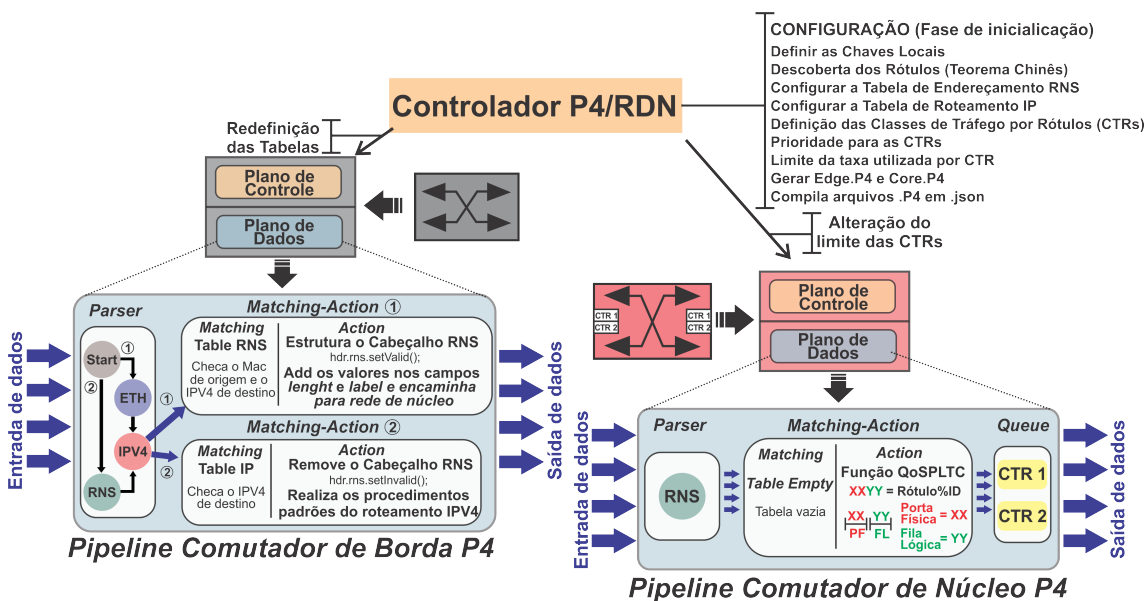 CONFIGURAÇÃO (Fase de inicialização)
Definir as Chaves Locais
Descoberta dos Rótulos (Teorema Chinês)
Configurar a Tabela de Endereçamento RNS
Configurar a Tabela de Roteamento IP
Definição das Classes de Tráfego por Rótulos (CTRs)
Prioridade para as CTRs
Limite da taxa utilizada por CTR
Gerar Edge.P4 e Core.P4
Compila arquivos .P4 em .json
Controlador P4/RDN
Redefinição
das Tabelas
Alteração do
limite das CTRs
Plano de
Controle
Plano de
Dados
Entrada de dados
Parser
Start
①
②
ETH
①
IPV4
②
RNS
Matching-Action ①
Matching
Table RNS
Checa o Mac
de origem e o
IPV4 de destino
Action
Estrutura o Cabeçalho RNS
hdr.rns.setValid();
Add os valores nos campos
lenght e label e encaminha
para rede de núcleo
Matching-Action ②
Matching
Table IP
Checa o IPV4
de destino
Action
Remove o Cabeçalho RNS
hdr.rns.setInvalid();
Realiza os procedimentos
padrões do roteamento IPV4
Saída de dados
Pipeline Comutador de Borda P4
CTR 1
CTR 2
CTR 1
CTR 2
Plano de
Controle
Plano de
Dados
Entrada de dados
Parser
RNS
Matching-Action
Matching
Table Empty
Tabela vazia
Action
Função QoSPLTC
XXYY = Rótulo%ID
XX YY
PF FL
Porta
Física = XX
Fila
Lógica = YY
Queue
CTR 1
CTR 2
Saída de dados
Pipeline Comutador de Núcleo P4